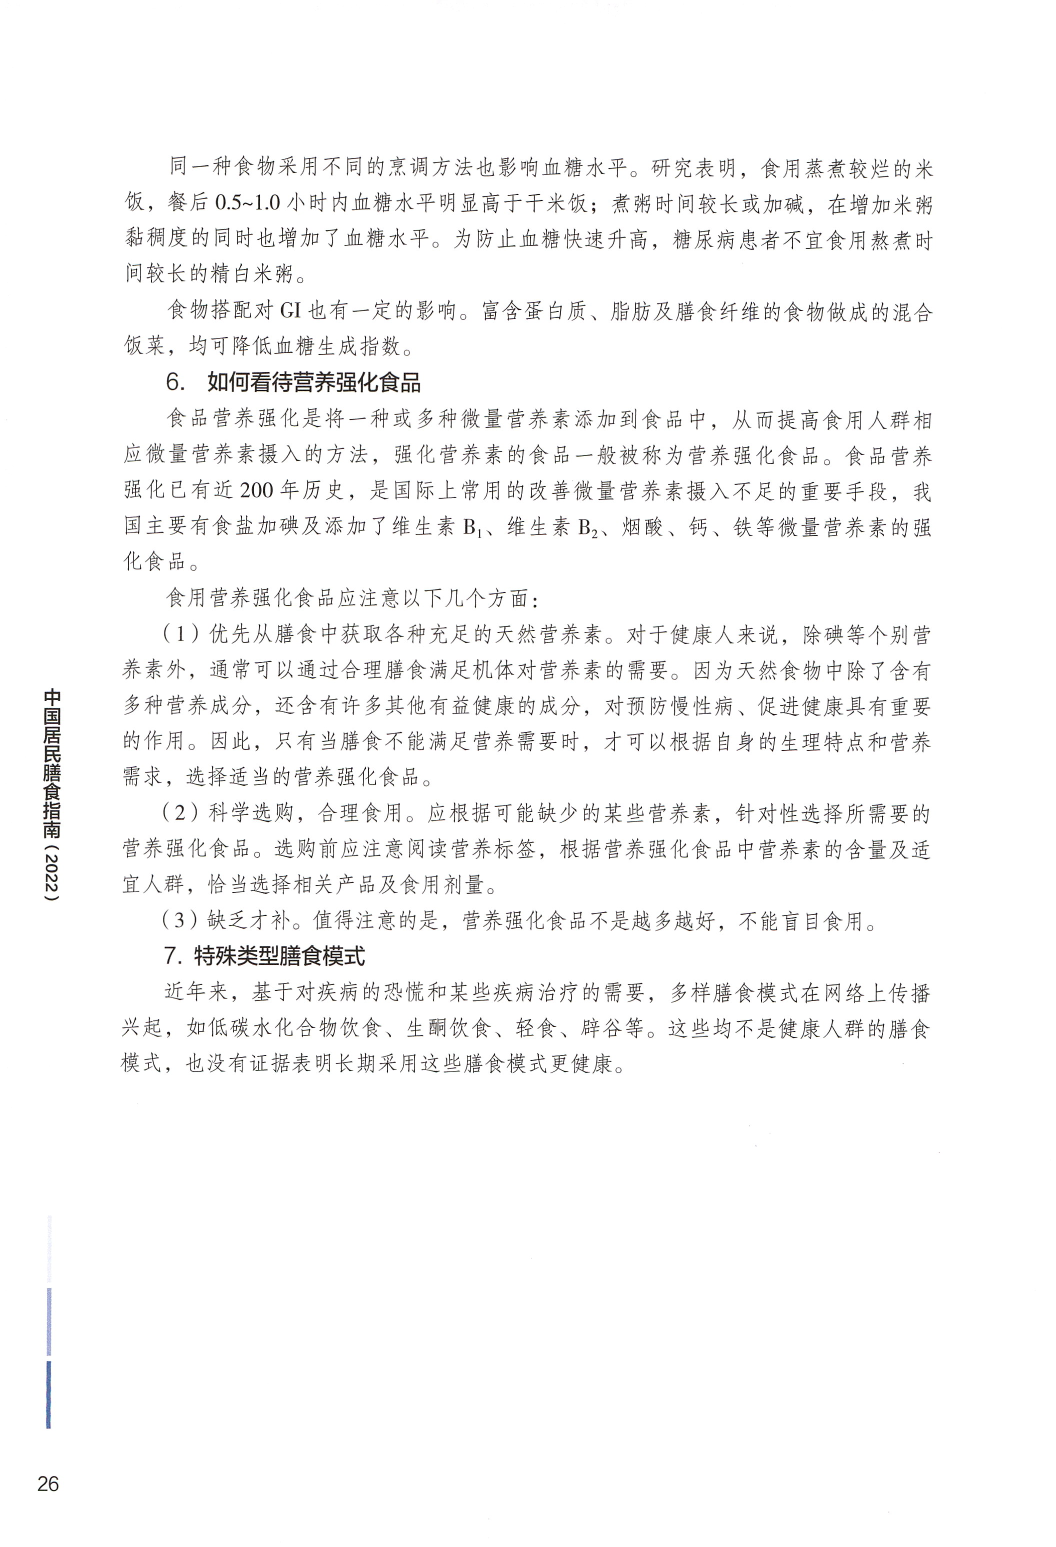 同一种食物采用不同的烹调方法也影响血糖水平。研究表明，食用蒸煮较烂的米
饭，餐后 0.5~1.0 小时内血糖水平明显高于干米饭；煮粥时间较长或加碱，在增加米粥
黏稠度的同时也增加了血糖水平。为防止血糖快速升高，糖尿病患者不宜食用熬煮时
间较长的精白米粥。
食物搭配对 GI 也有一定的影响。富含蛋白质、脂肪及膳食纤维的食物做成的混合
饭菜，均可降低血糖生成指数。
6. 如何看待营养强化食品
食品营养强化是将一种或多种微量营养素添加到食品中，从而提高食用人群相
应微量营养素摄入的方法，强化营养素的食品一般被称为营养强化食品。食品营养
强化已有近 200 年历史，是国际上常用的改善微量营养素摄入不足的重要手段，我
国主要有食盐加碘及添加了维生素 B₁、维生素 B₂、烟酸、钙、铁等微量营养素的强
化食品。
食用营养强化食品应注意以下几个方面：
（1）优先从膳食中获取各种充足的天然营养素。对于健康人来说，除碘等个别营
养素外，通常可以通过合理膳食满足机体对营养素的需要。因为天然食物中除了含有
多种营养成分，还含有许多其他有益健康的成分，对预防慢性病、促进健康具有重要
的作用。因此，只有当膳食不能满足营养需要时，才可以根据自身的生理特点和营养
需求，选择适当的营养强化食品。
（2）科学选购，合理食用。应根据可能缺少的某些营养素，针对性选择所需要的
营养强化食品。选购前应注意阅读营养标签，根据营养强化食品中营养素的含量及适
宜人群，恰当选择相关产品及食用剂量。
（3）缺乏才补。值得注意的是，营养强化食品不是越多越好，不能盲目食用。
7. 特殊类型膳食模式
近年来，基于对疾病的恐慌和某些疾病治疗的需要，多样膳食模式在网络上传播
兴起，如低碳水化合物饮食、生酮饮食、轻食、辟谷等。这些均不是健康人群的膳食
模式，也没有证据表明长期采用这些膳食模式更健康。
中国居民膳食指南（2022）
26